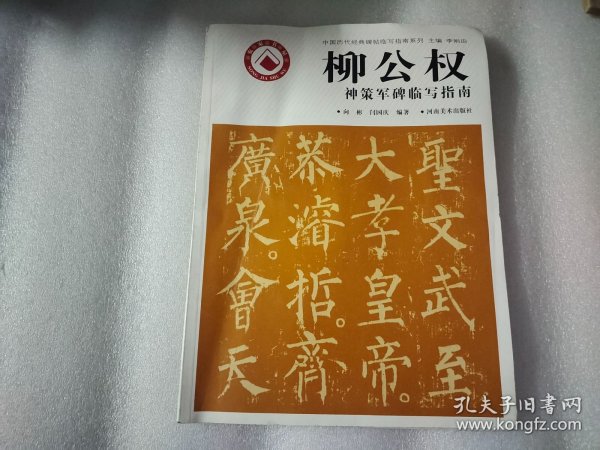 中国历代经典碑帖临写指南系列 主编 李刚田
柳公权
神策军碑临写指南
•向 彬 闫国庆 编著 •河南美术出版社
聖文武至
大孝皇帝。
恭濬哲。齊
廣泉。會天
孔夫子旧书网
www.kongfz.com